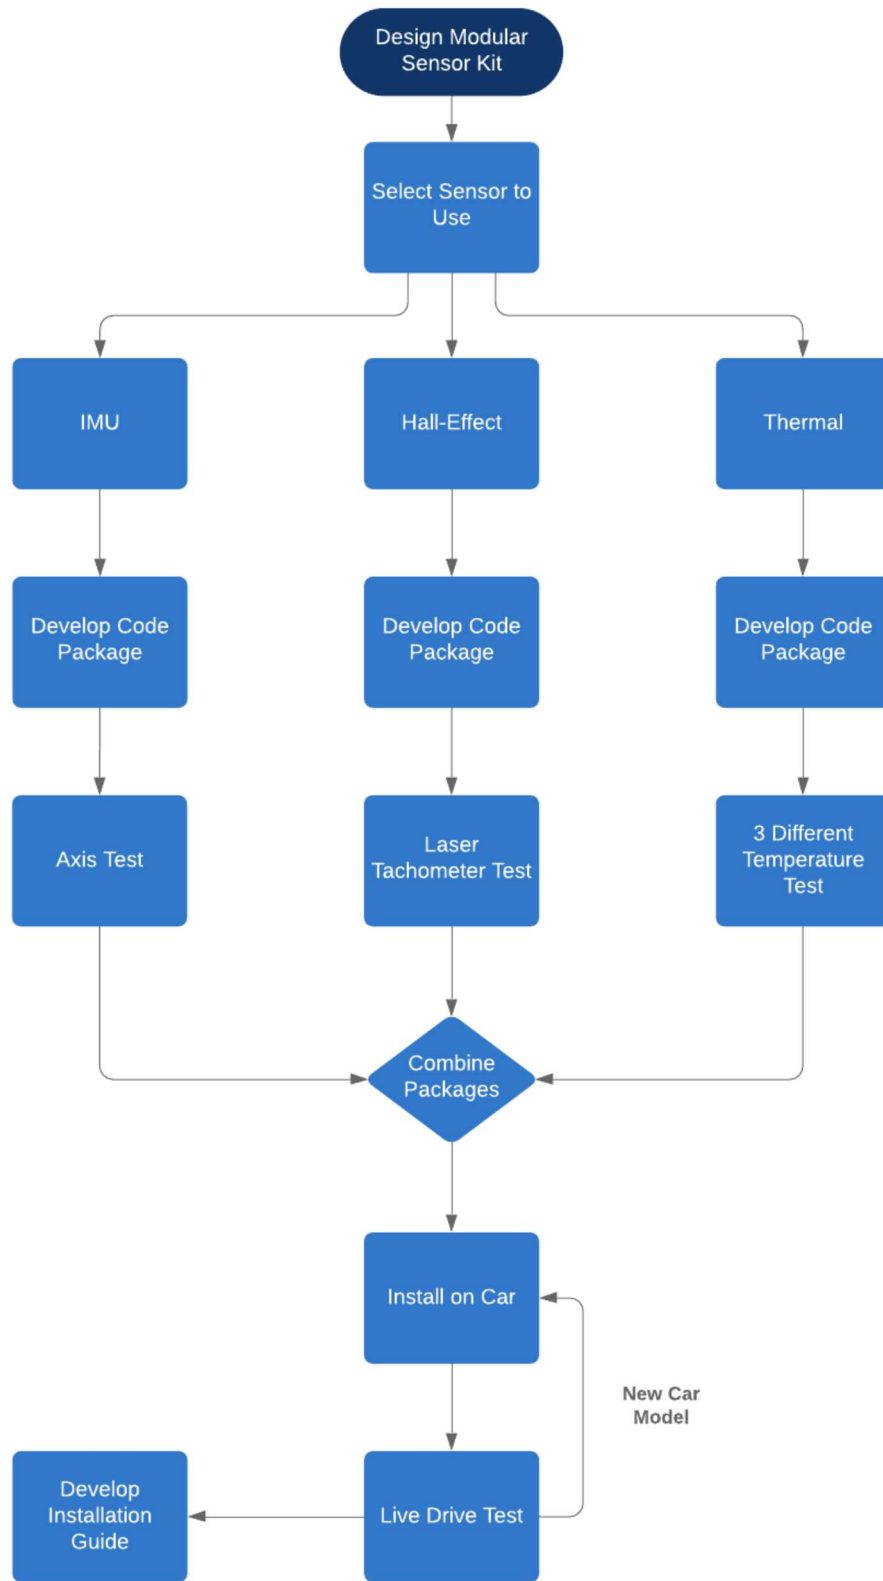 Design Modular
Sensor Kit
Select Sensor to
Use
IMU
Hall-Effect
Thermal
Develop Code
Package
Develop Code
Package
Develop Code
Package
Axis Test
Laser
Tachometer Test
3 Different
Temperature
Test
Combine
Packages
Install on Car
New Car
Model
Develop
Installation
Guide
Live Drive Test